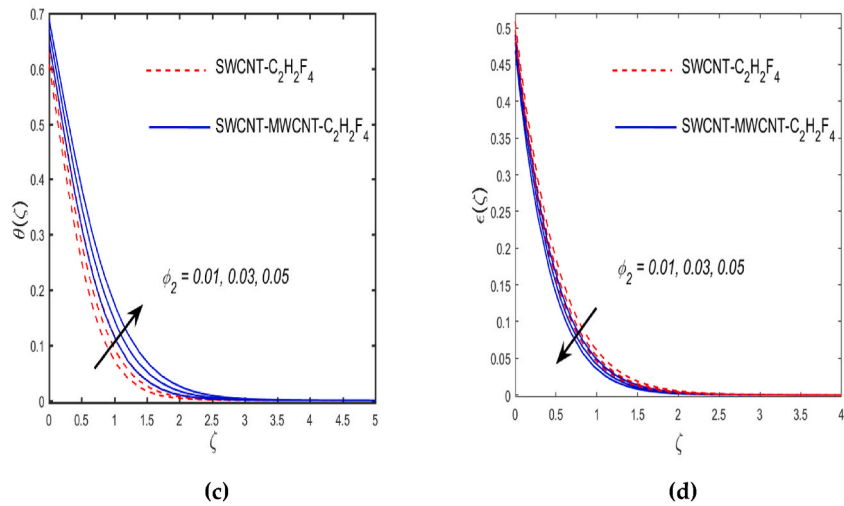 0.7
0.6
0.5
0.4
0.3
0.2
0.1
0
θ(ζ)
SWCNT-C₂H₂F₄
SWCNT-MWCNT-C₂H₂F₄
ϕ₂ = 0.01, 0.03, 0.05
0 0.5 1 1.5 2 2.5 3 3.5 4 4.5 5
ζ
(c)
0.5
0.45
0.4
0.35
0.3
0.25
0.2
0.15
0.1
0.05
0
ϵ(ζ)
SWCNT-C₂H₂F₄
SWCNT-MWCNT-C₂H₂F₄
ϕ₂ = 0.01, 0.03, 0.05
0 0.5 1 1.5 2 2.5 3 3.5 4
ζ
(d)